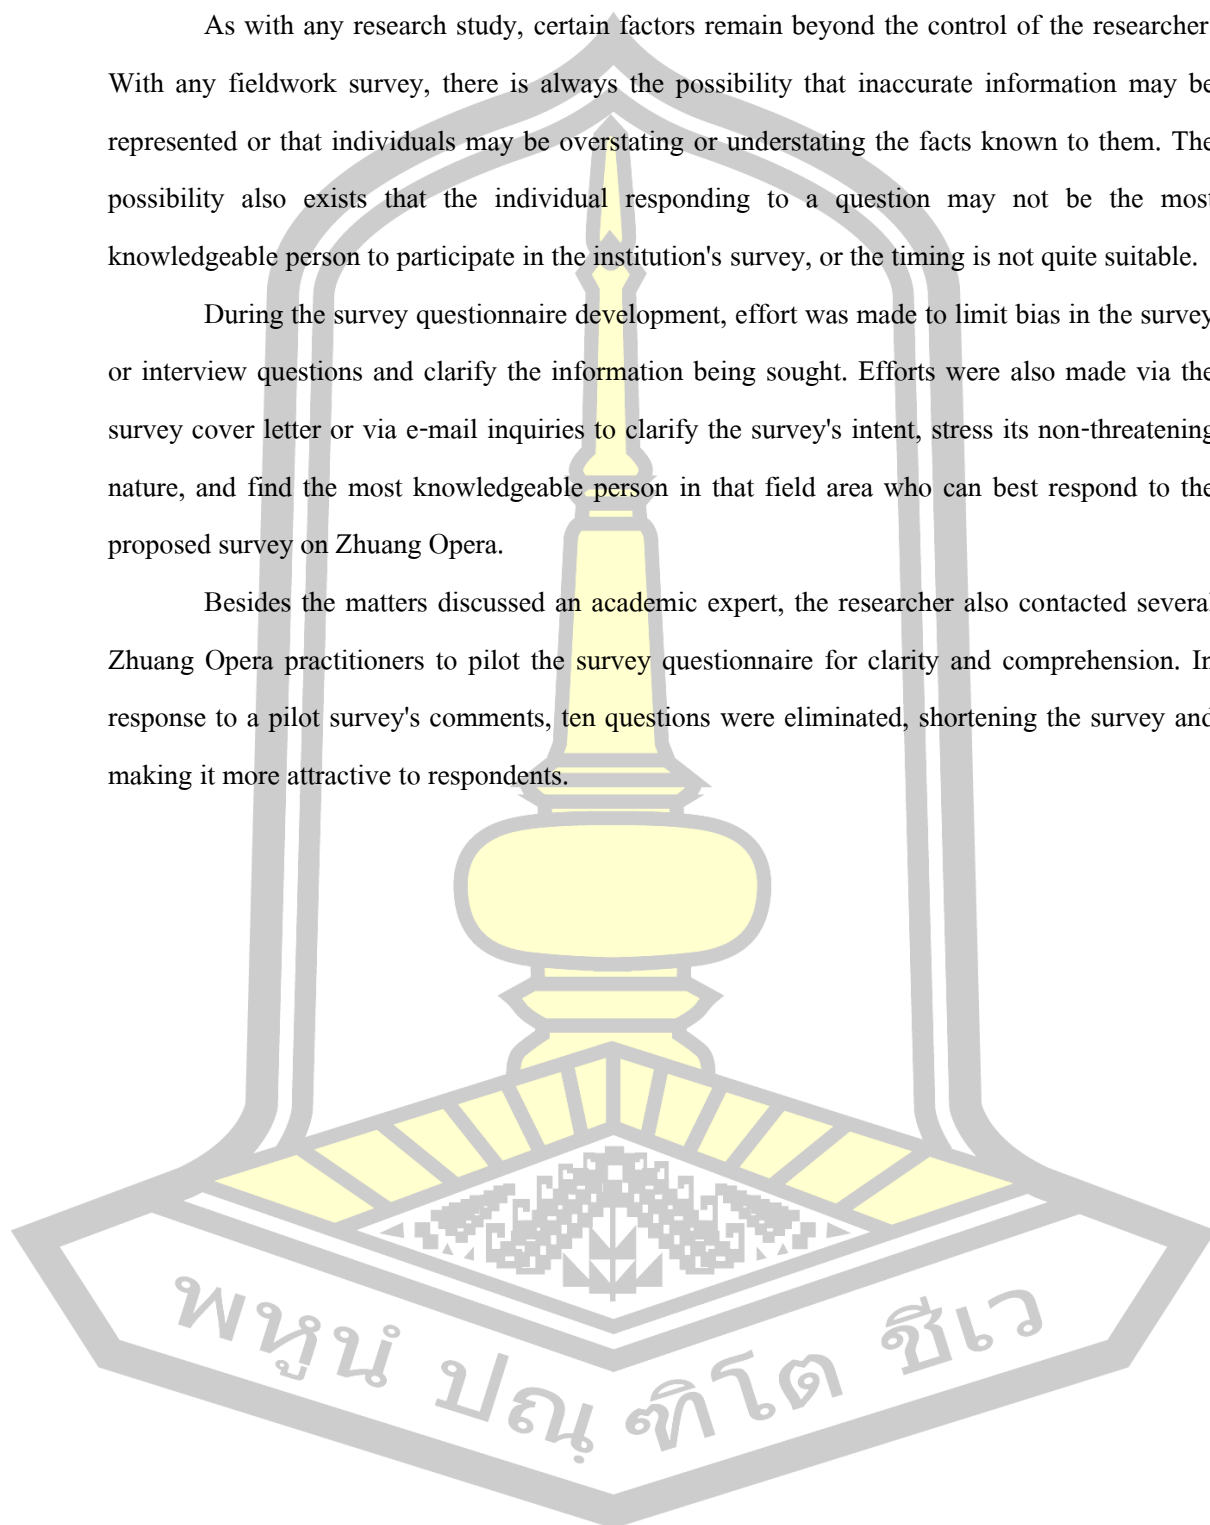 As with any research study, certain factors remain beyond the control of the researcher
With any fieldwork survey, there is always the possibility that inaccurate information may be
represented or that individuals may be overstating or understating the facts known to them. The
possibility also exists that the individual responding to a question may not be the most
knowledgeable person to participate in the institution's survey, or the timing is not quite suitable.
During the survey questionnaire development, effort was made to limit bias in the survey
or interview questions and clarify the information being sought. Efforts were also made via the
survey cover letter or via e-mail inquiries to clarify the survey's intent, stress its non-threatening
nature, and find the most knowledgeable person in that field area who can best respond to the
proposed survey on Zhuang Opera.
Besides the matters discussed an academic expert, the researcher also contacted several
Zhuang Opera practitioners to pilot the survey questionnaire for clarity and comprehension. In
response to a pilot survey's comments, ten questions were eliminated, shortening the survey and
making it more attractive to respondents.
พหูนํ ปณฺ ฑิโต ชีเว